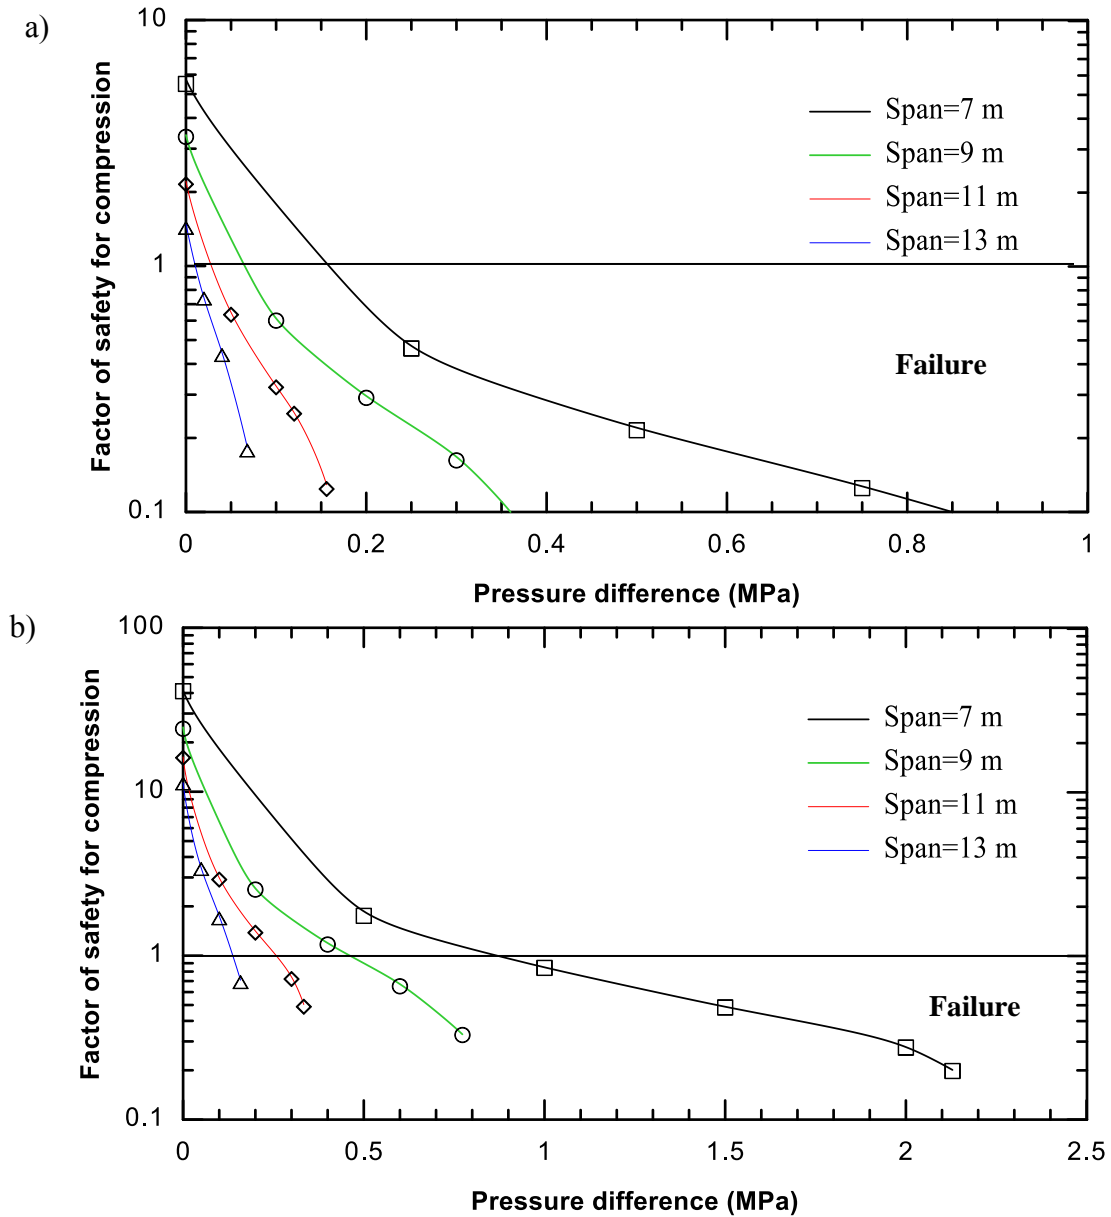 a)
Factor of safety for compression
10
1
0.1
Span=7 m
Span=9 m
Span=11 m
Span=13 m
Failure
0 0.2 0.4 0.6 0.8 1
Pressure difference (MPa)
b)
Factor of safety for compression
100
10
1
0.1
Span=7 m
Span=9 m
Span=11 m
Span=13 m
Failure
0 0.5 1 1.5 2 2.5
Pressure difference (MPa)